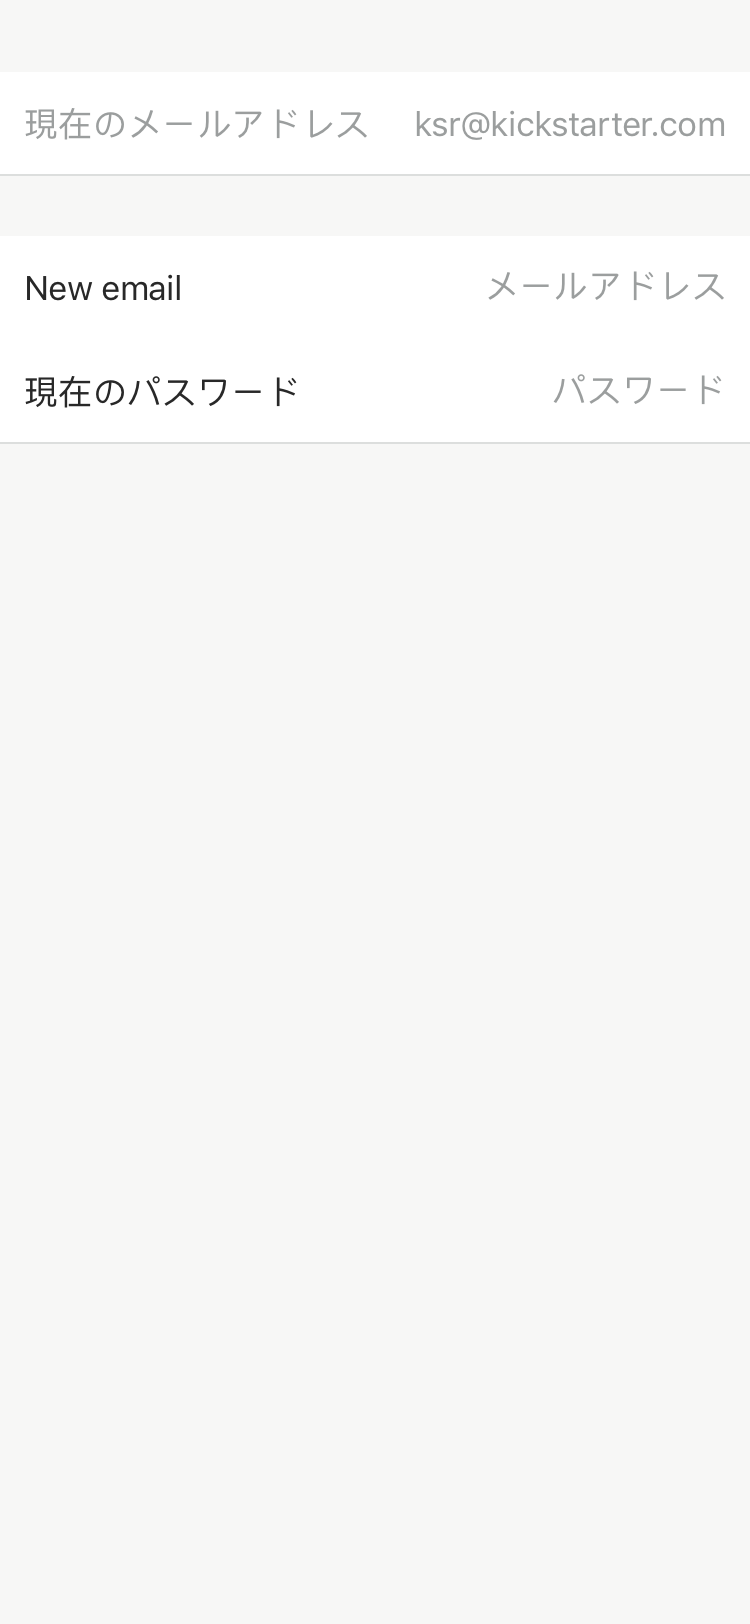 現在のメールアドレス ksr@kickstarter.com
New email メールアドレス
現在のパスワード パスワード